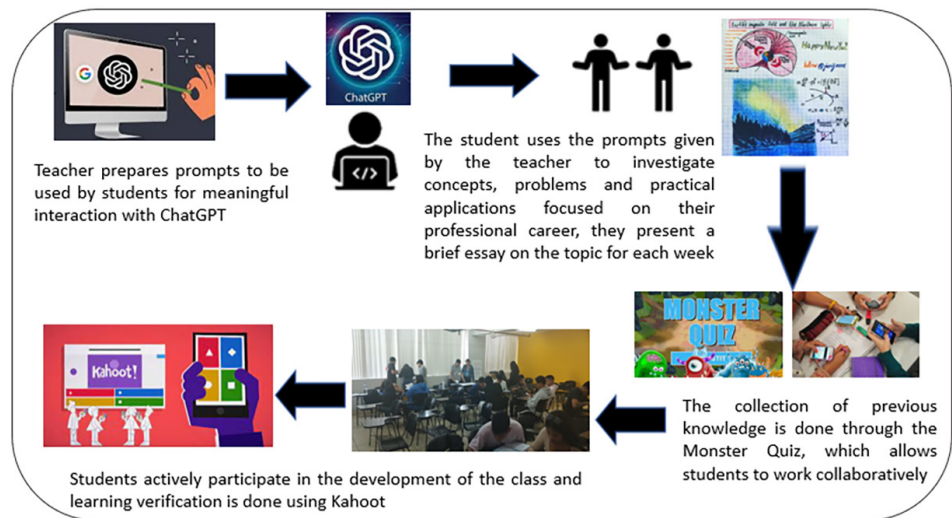 ChatGPT
Teacher prepares prompts to be
used by students for meaningful
interaction with ChatGPT
The student uses the prompts given
by the teacher to investigate
concepts, problems and practical
applications focused on their
professional career, they present a
brief essay on the topic for each week
Happy New
MONSTER
QUIZ
The collection of previous
knowledge is done through the
Monster Quiz, which allows
students to work collaboratively
Kahoot!
Students actively participate in the development of the class and
learning verification is done using Kahoot